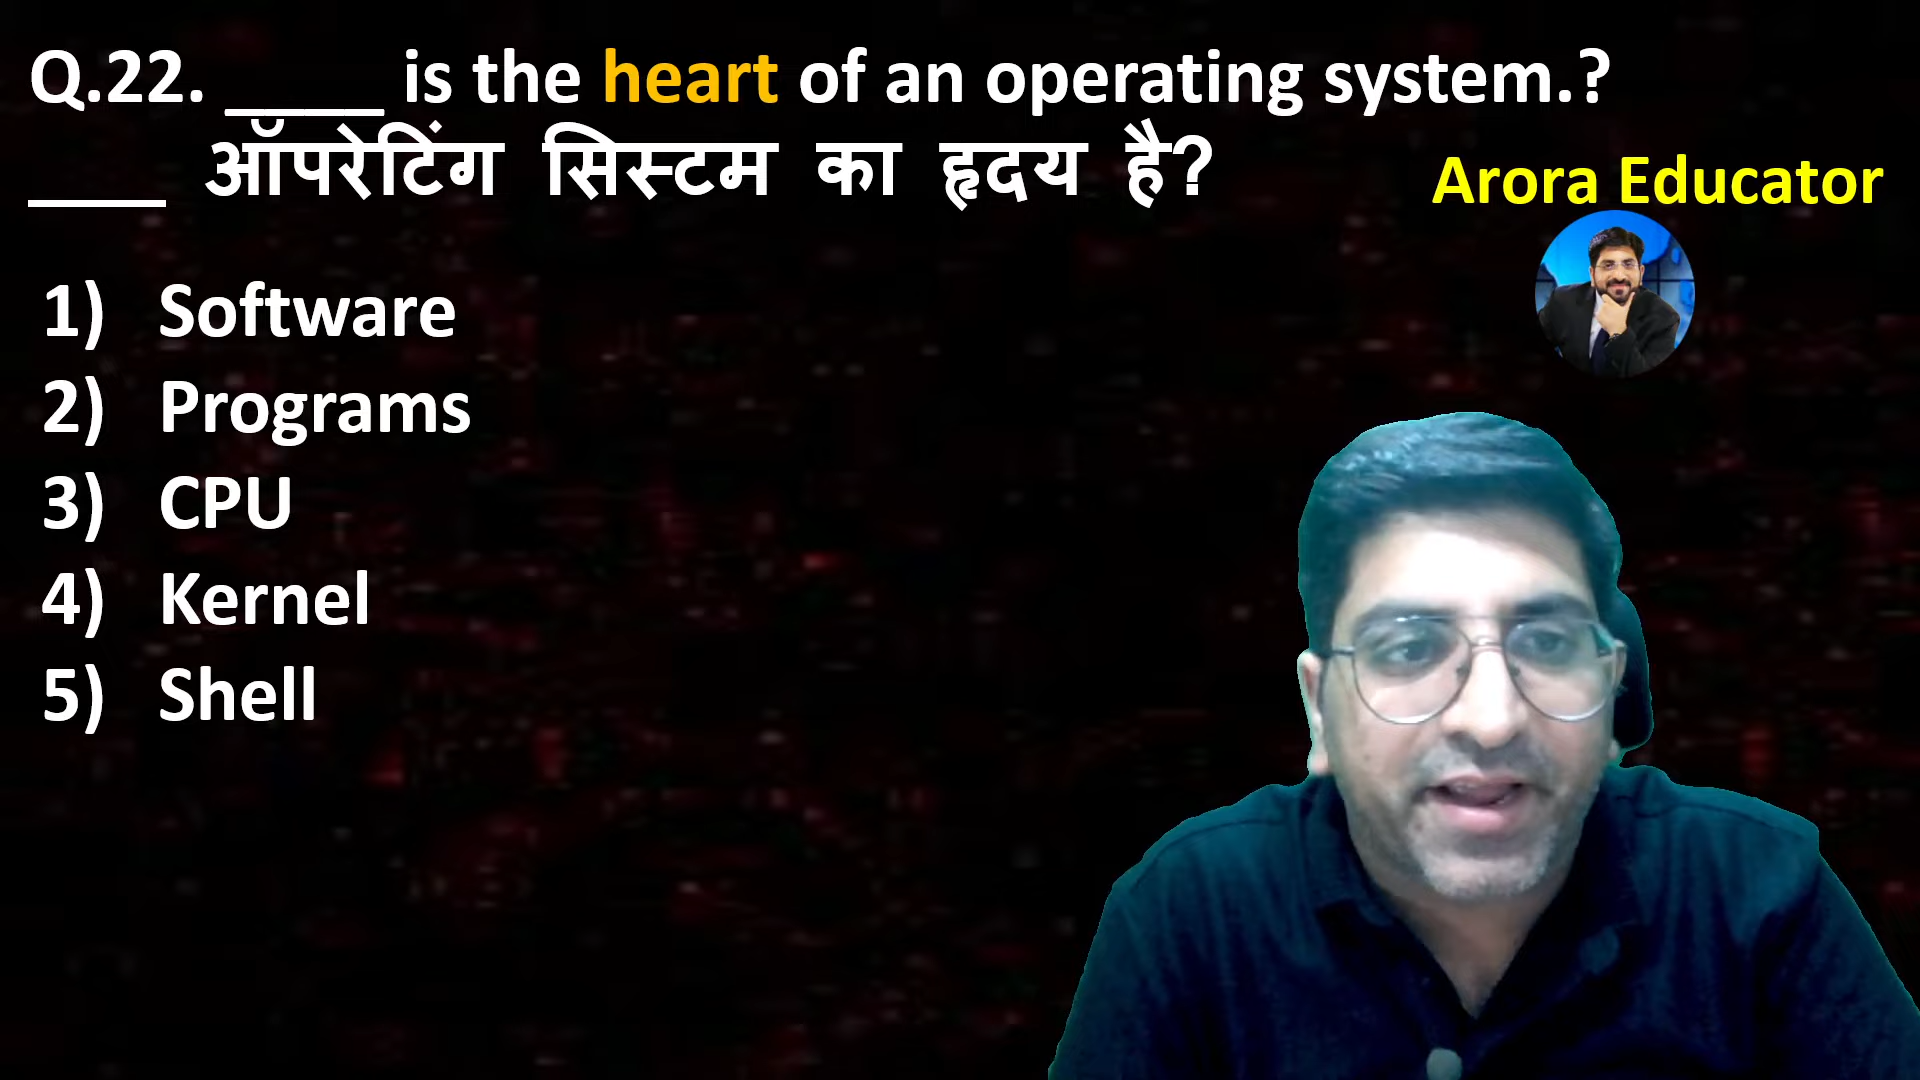 Q.22. ____ is the heart of an operating system.?
___ ऑपरेटिंग सिस्टम का हृदय है?
Arora Educator
1) Software
2) Programs
3) CPU
4) Kernel
5) Shell